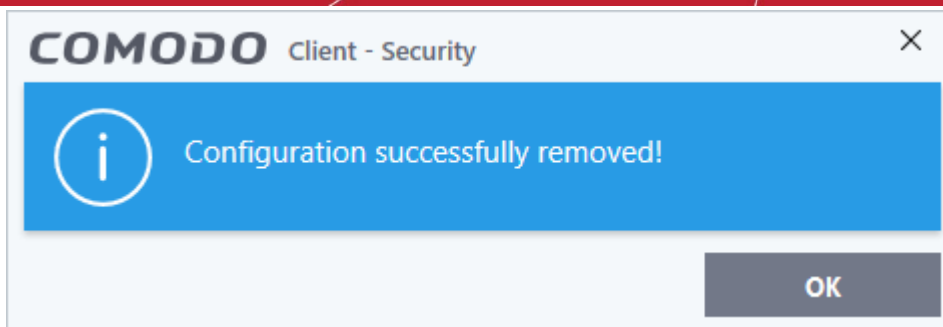 COMODO Client - Security
Configuration successfully removed!
OK